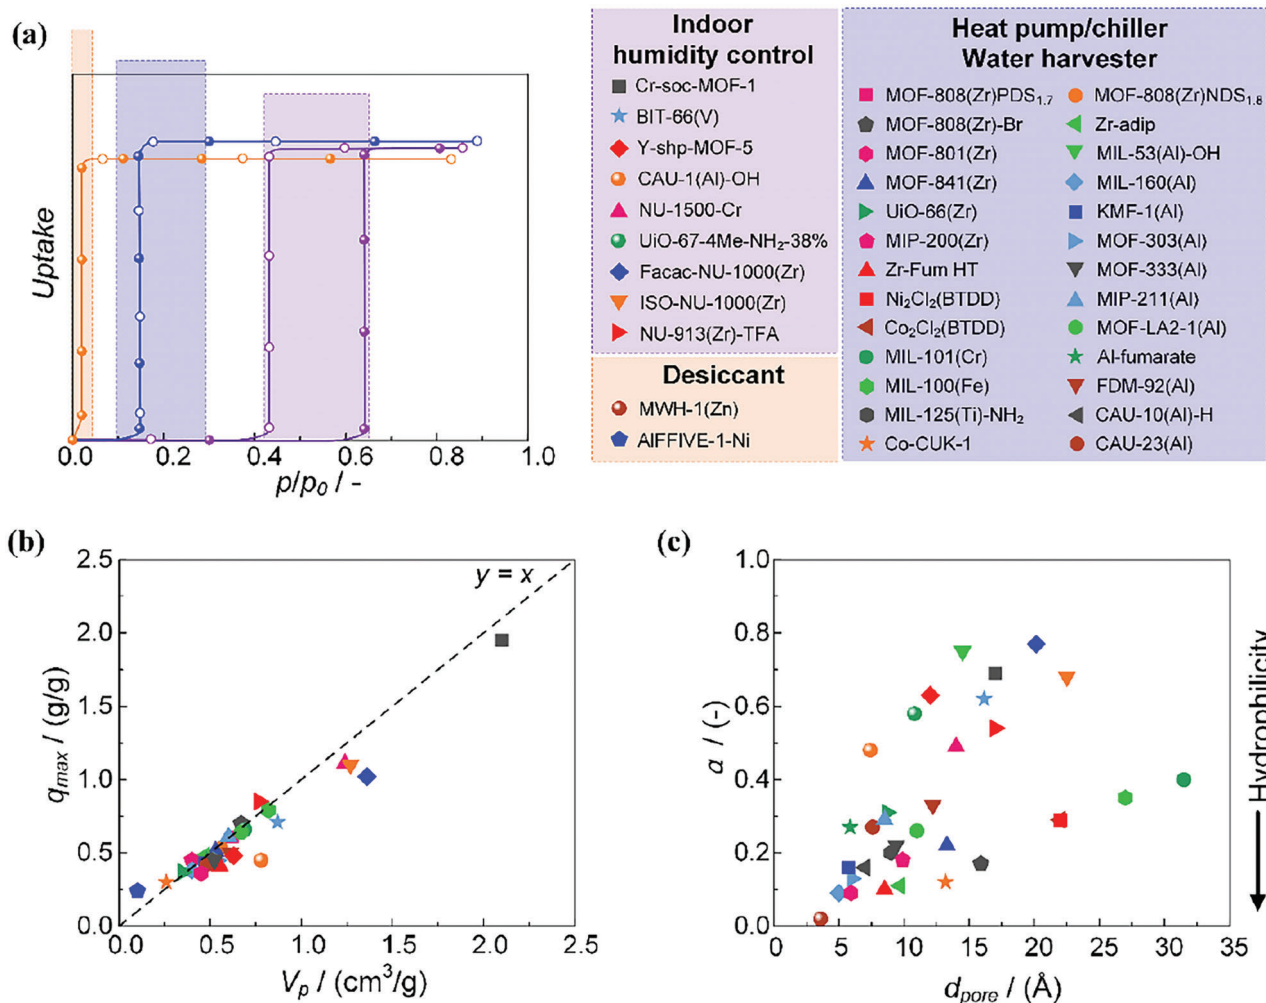 (a)
Uptake
0.0 0.2 0.4 0.6 0.8 1.0
p/p₀ / -
Indoor
humidity control
Cr-soc-MOF-1
BIT-66(V)
Y-shp-MOF-5
CAU-1(Al)-OH
NU-1500-Cr
UiO-67-4Me-NH₂-38%
Facac-NU-1000(Zr)
ISO-NU-1000(Zr)
NU-913(Zr)-TFA
Desiccant
MWH-1(Zn)
AlFFIVE-1-Ni
Heat pump/chiller
Water harvester
MOF-808(Zr)PDS₁.₇
MOF-808(Zr)-Br
MOF-801(Zr)
MOF-841(Zr)
UiO-66(Zr)
MIP-200(Zr)
Zr-Fum HT
Ni₂Cl₂(BTDD)
Co₂Cl₂(BTDD)
MIL-101(Cr)
MIL-100(Fe)
MIL-125(Ti)-NH₂
Co-CUK-1
MOF-808(Zr)NDS₁.₈
Zr-adip
MIL-53(Al)-OH
MIL-160(Al)
KMF-1(Al)
MOF-303(Al)
MOF-333(Al)
MIP-211(Al)
MOF-LA2-1(Al)
Al-fumarate
FDM-92(Al)
CAU-10(Al)-H
CAU-23(Al)
(b)
2.5
2.0
1.5
1.0
0.5
0.0
qmax / (g/g)
y = x
0.0 0.5 1.0 1.5 2.0 2.5
Vp / (cm³/g)
(c)
1.0
0.8
0.6
0.4
0.2
0.0
α / (-)
0 5 10 15 20 25 30 35
dpore / (Å)
Hydrophilicity